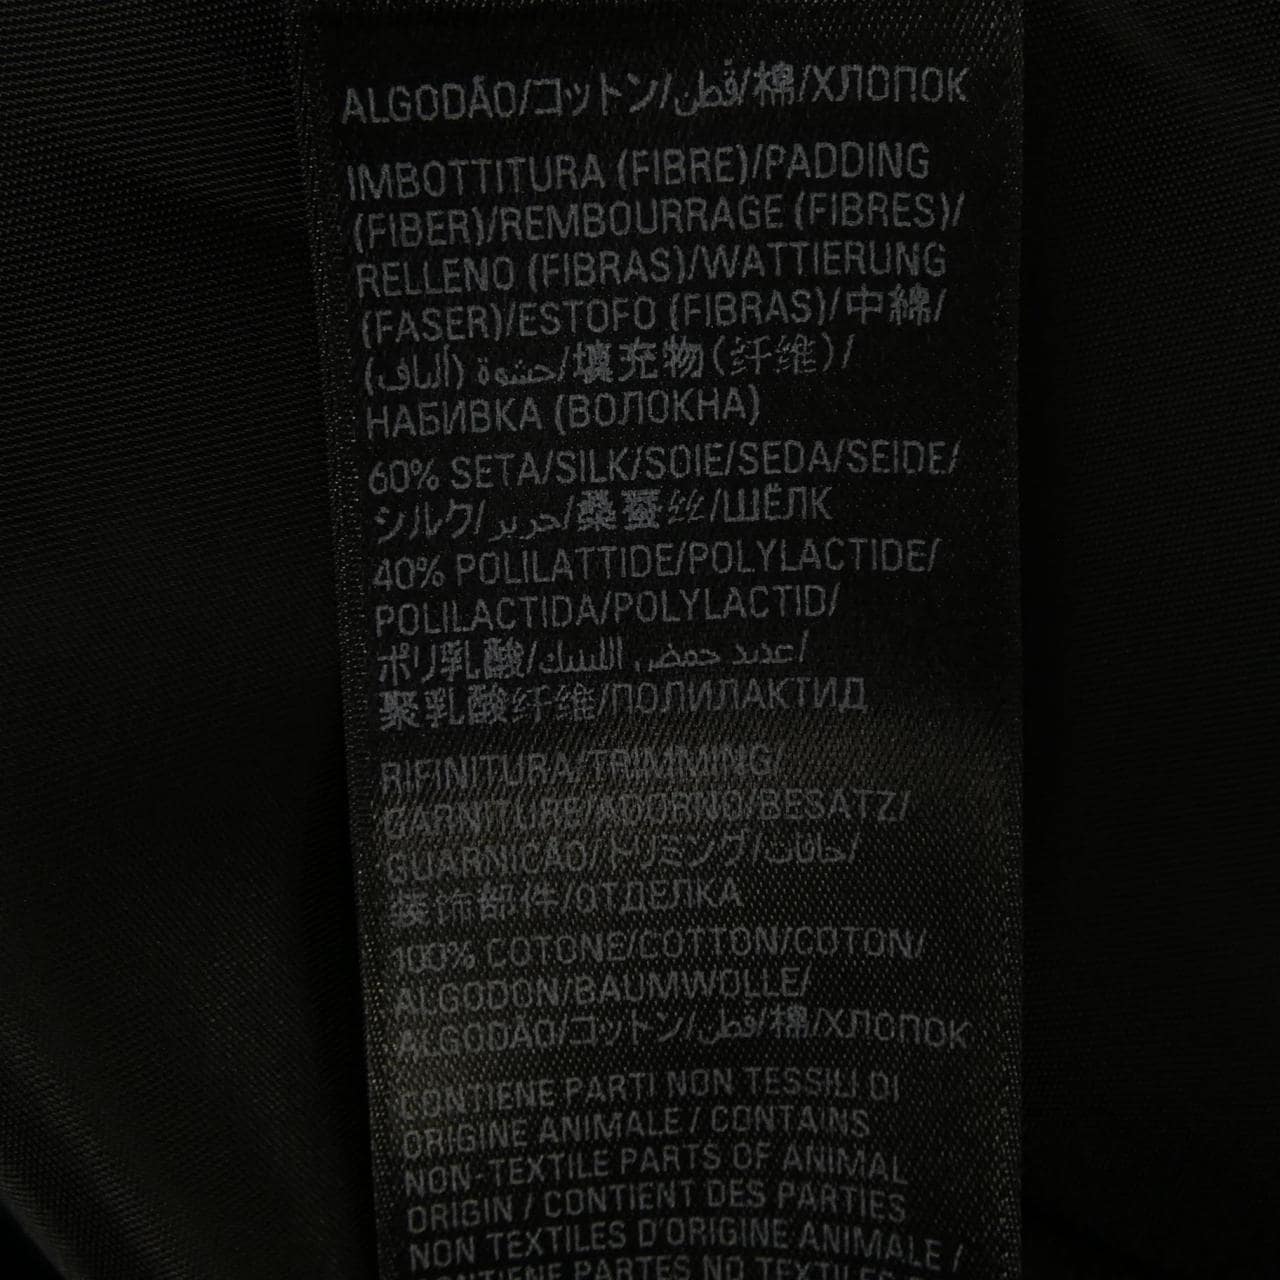 ALGODÃO/コットン/قطن/棉/ХЛОПОК
IMBOTTITURA (FIBRE)/PADDING
(FIBER)/REMBOURRAGE (FIBRES)/
RELLENO (FIBRAS)/WATTIERUNG
(FASER)/ESTOFO (FIBRAS)/中綿/
حشوة (ألياف)/填充物(纤维)/
НАБИВКА (ВОЛОКНА)
60% SETA/SILK/SOIE/SEDA/SEIDE/
シルク/حرير/桑蚕丝/ШЁЛК
40% POLILATTIDE/POLYLACTIDE/
POLILACTIDA/POLYLACTID/
ポリ乳酸/عديد حمض اللبنيك/
聚乳酸纤维/ПОЛИЛАКТИД
RIFINITURA/TRIMMING/
GARNITURE/ADORNO/BESATZ/
GUARNIÇÃO/トリミング/حافات/
装饰部件/ОТДЕЛКА
100% COTONE/COTTON/COTON/
ALGODON/BAUMWOLLE/
ALGODÃO/コットン/قطن/棉/ХЛОПОК
CONTIENE PARTI NON TESSILI DI
ORIGINE ANIMALE / CONTAINS
NON-TEXTILE PARTS OF ANIMAL
ORIGIN / CONTIENT DES PARTIES
NON TEXTILES D'ORIGINE ANIMALE /
CONTIENE PARTES NO TEXTILES